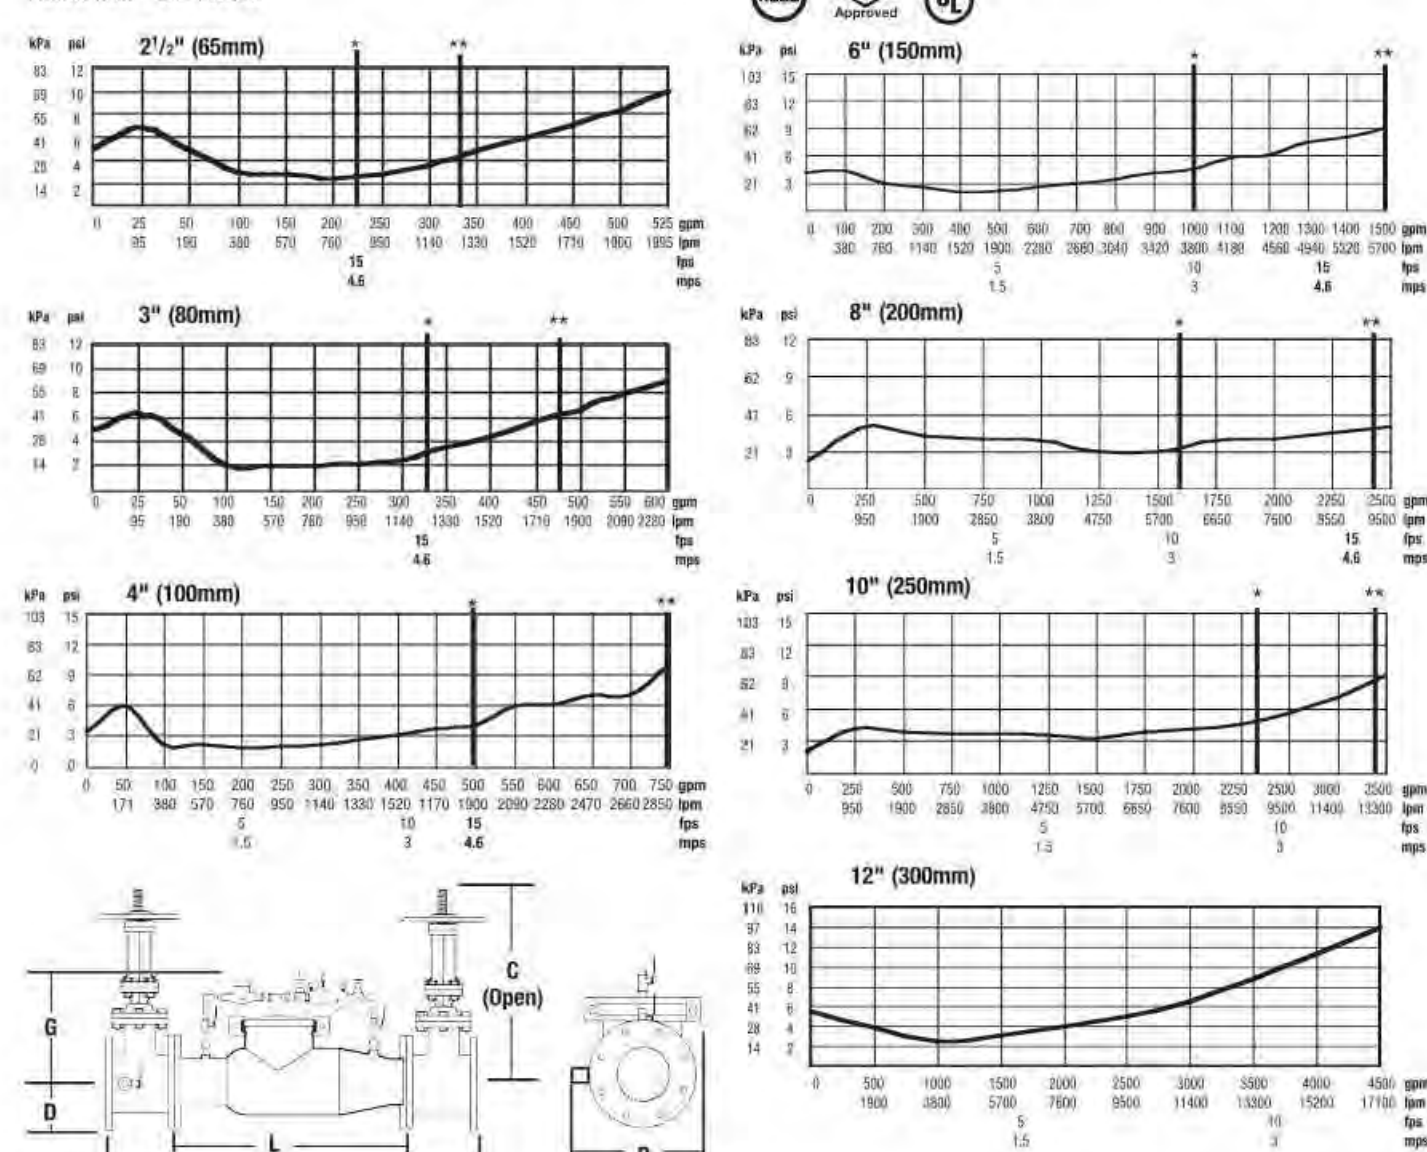 Approved
UL
kPa psi 2¹/₂" (65mm) * **
83 12
69 10
55 8
41 6
28 4
14 2
0 25 50 100 150 200 250 300 350 400 450 500 525 gpm
95 190 380 570 760 950 1140 1330 1520 1900 1995 lpm
15 fps
4.6 mps
kPa psi 3" (80mm) * **
83 12
69 10
55 8
41 6
28 4
14 2
0 25 50 100 150 200 250 300 350 400 450 500 550 600 gpm
95 190 380 570 760 950 1140 1330 1520 1710 1900 2090 2280 lpm
15 fps
4.6 mps
kPa psi 4" (100mm) * **
103 15
83 12
62 9
41 6
21 3
0 0
0 50 100 150 200 250 300 350 400 450 500 550 600 650 700 750 gpm
171 380 570 760 950 1140 1330 1520 1170 1900 2090 2280 2470 2660 2850 lpm
5 10 15 fps
1.5 3 4.6 mps
C
(Open)
G
D
L
kPa psi 6" (150mm) * **
103 15
83 12
62 9
41 6
21 3
0 100 200 300 400 500 600 700 800 900 1000 1100 1200 1300 1400 1500 gpm
380 760 1140 1520 1900 2280 2660 3040 3420 3800 4180 4560 4940 5320 5700 lpm
5 10 15 fps
1.5 3 4.6 mps
kPa psi 8" (200mm) * **
83 12
62 9
41 6
21 3
0 250 500 750 1000 1250 1500 1750 2000 2250 2500 gpm
950 1900 2850 3800 4750 5700 6650 7600 8550 9500 lpm
5 10 15 fps
1.5 3 4.6 mps
kPa psi 10" (250mm) * **
103 15
83 12
62 9
41 6
21 3
0 250 500 750 1000 1250 1500 1750 2000 2250 2500 3000 3500 gpm
950 1900 2850 3800 4750 5700 6650 7600 8550 9500 11400 13300 lpm
5 10 fps
1.5 3 mps
kPa psi 12" (300mm)
110 16
97 14
83 12
69 10
55 8
41 6
28 4
14 2
0 500 1000 1500 2000 2500 3000 3500 4000 4500 gpm
1900 3800 5700 7600 9500 11400 13300 15200 17100 lpm
5 10 fps
1.5 3 mps